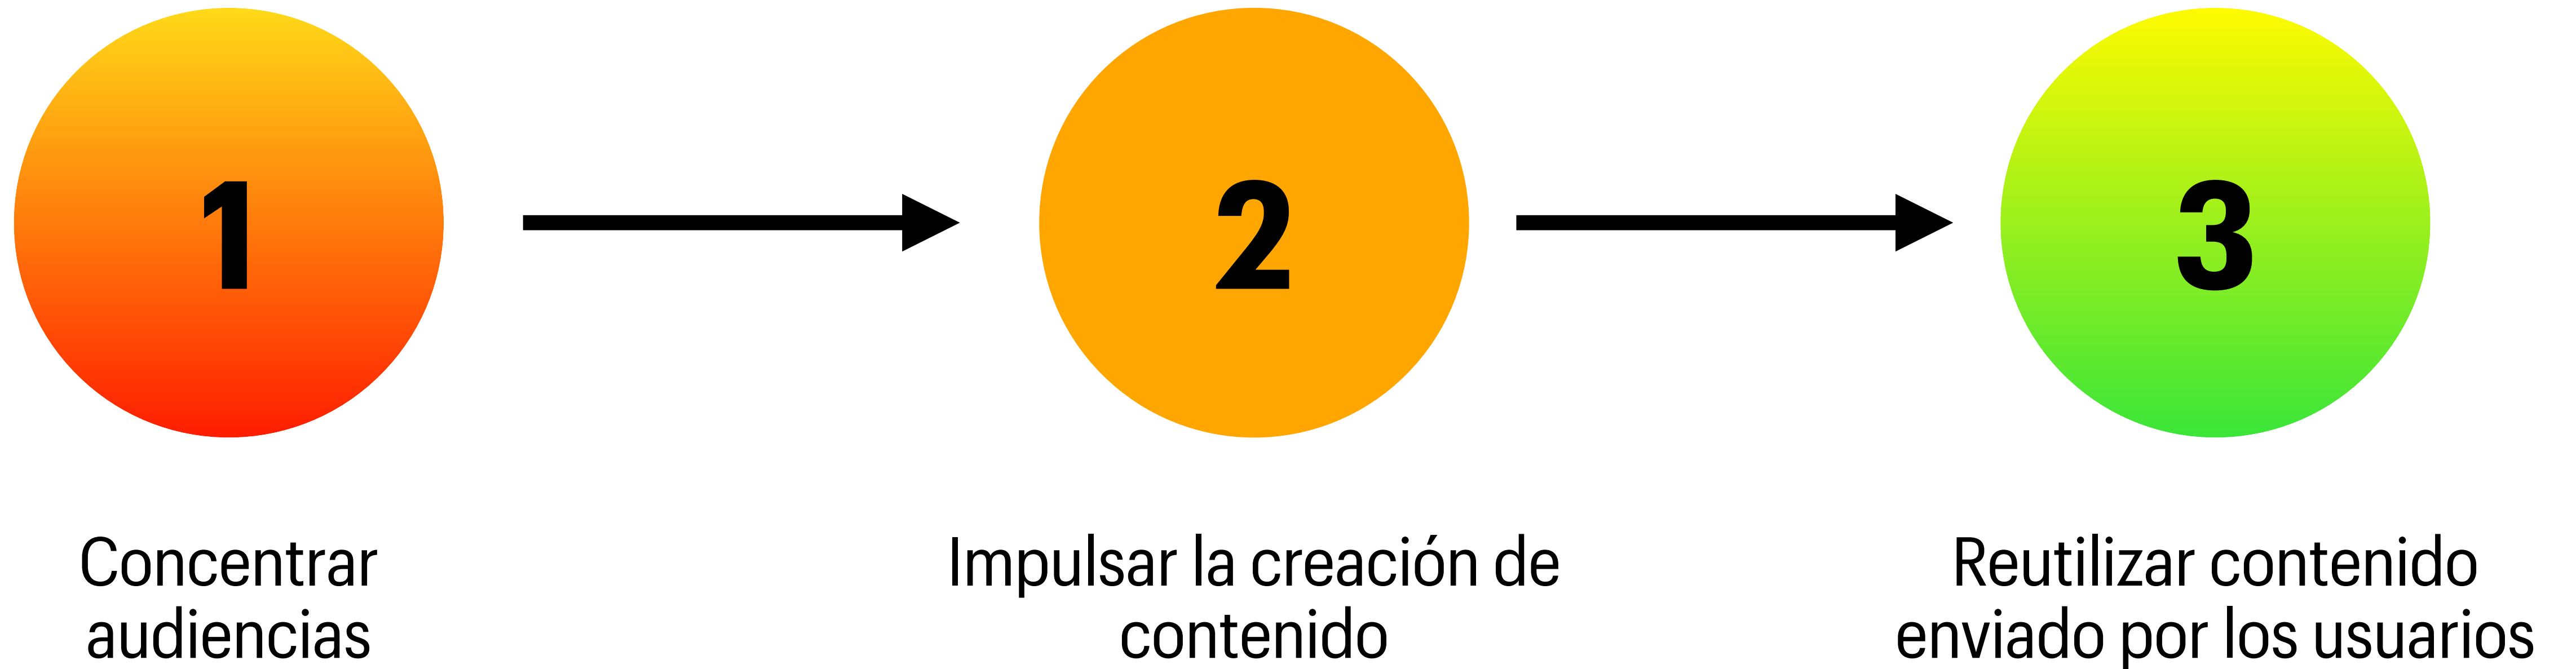 1
2
3
Concentrar
audiencias
Impulsar la creación de
contenido
Reutilizar contenido
enviado por los usuarios